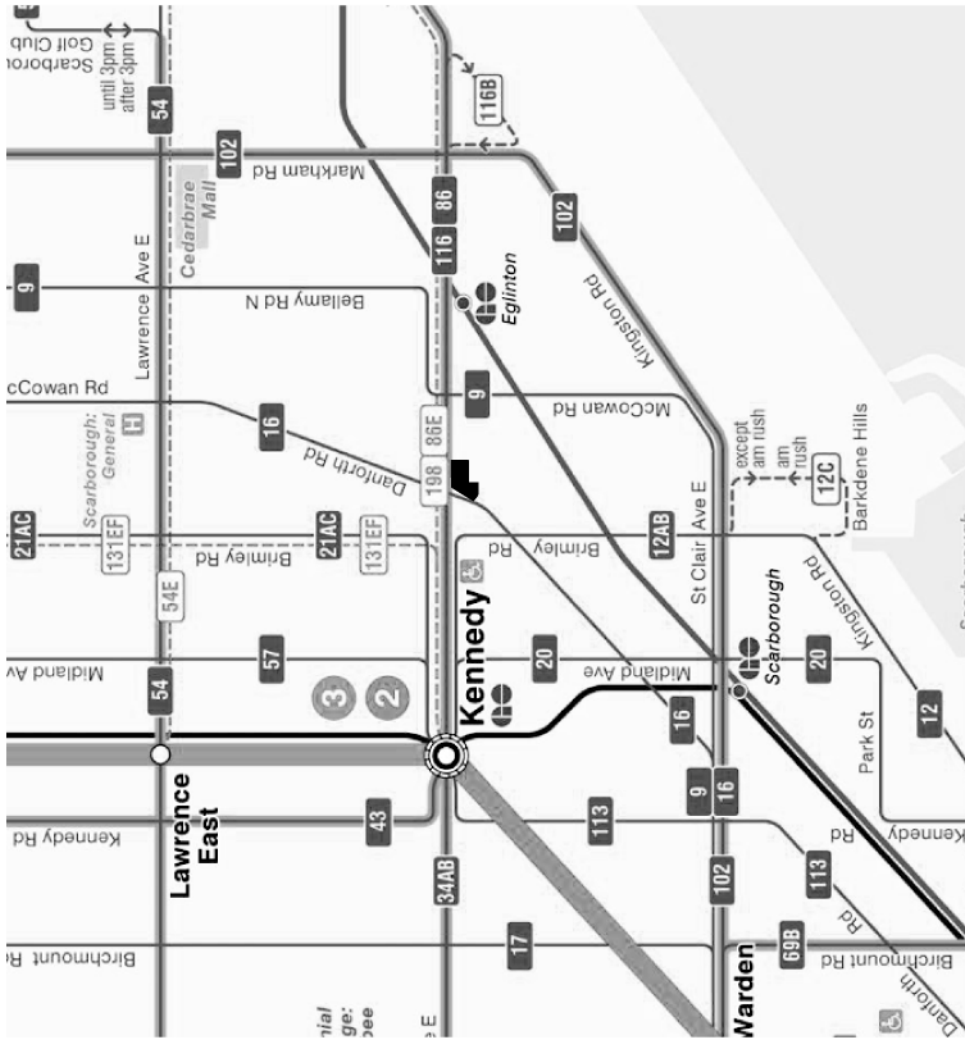 Golf Club
until 3pm
after 3pm
54
116B
102
Markham Rd
Cedarbrae
Mall
86
116
102
9
Lawrence Ave E
Bellamy Rd N
Eglinton
Kingston Rd
cCowan Rd
Scarborough:
General
H
16
Danforth Rd
86E
198
9
McCowan Rd
except
am rush
am
rush
12C
Barkdene Hills
21AC
131EF
Brimley Rd
21AC
131EF
54E
Brimley Rd
12AB
St Clair Ave E
Kingston Rd
Midland Av
54
57
3
2
Kennedy
20
Midland Ave
Scarborough
20
16
Park St
12
Lawrence
East
Kennedy Rd
43
34AB
113
9
16
102
Rd
Kennedy
113
Rd
Birchmount Rd
17
Warden
69B
Birchmount Rd
Danforth
nial
ge:
pee
e E